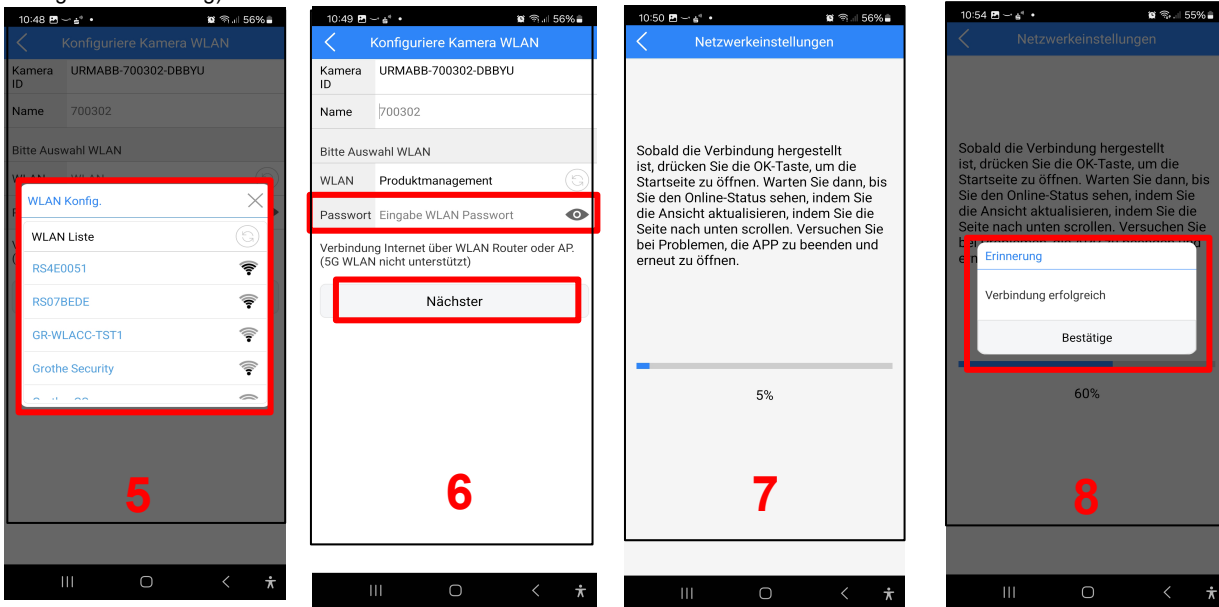 10:48
56%
Konfiguriere Kamera WLAN
Kamera ID
URMABB-700302-DBBYU
Name
700302
Bitte Auswahl WLAN
WLAN Konfig.
WLAN Liste
RS4E0051
RS07BEDE
GR-WLACC-TST1
Grothe Security
5
10:49
56%
Konfiguriere Kamera WLAN
Kamera ID
URMABB-700302-DBBYU
Name
700302
Bitte Auswahl WLAN
WLAN
Produktmanagement
Passwort
Eingabe WLAN Passwort
Verbindung Internet über WLAN Router oder AP.
(5G WLAN nicht unterstützt)
Nächster
6
10:50
56%
Netzwerkeinstellungen
Sobald die Verbindung hergestellt
ist, drücken Sie die OK-Taste, um die
Startseite zu öffnen. Warten Sie dann, bis
Sie den Online-Status sehen, indem Sie
die Ansicht aktualisieren, indem Sie die
Seite nach unten scrollen. Versuchen Sie
bei Problemen, die APP zu beenden und
erneut zu öffnen.
5%
7
10:54
55%
Netzwerkeinstellungen
Sobald die Verbindung hergestellt
ist, drücken Sie die OK-Taste, um die
Startseite zu öffnen. Warten Sie dann, bis
Sie den Online-Status sehen, indem Sie
die Ansicht aktualisieren, indem Sie die
Seite nach unten scrollen. Versuchen Sie
Erinnerung
Verbindung erfolgreich
Bestätige
60%
8